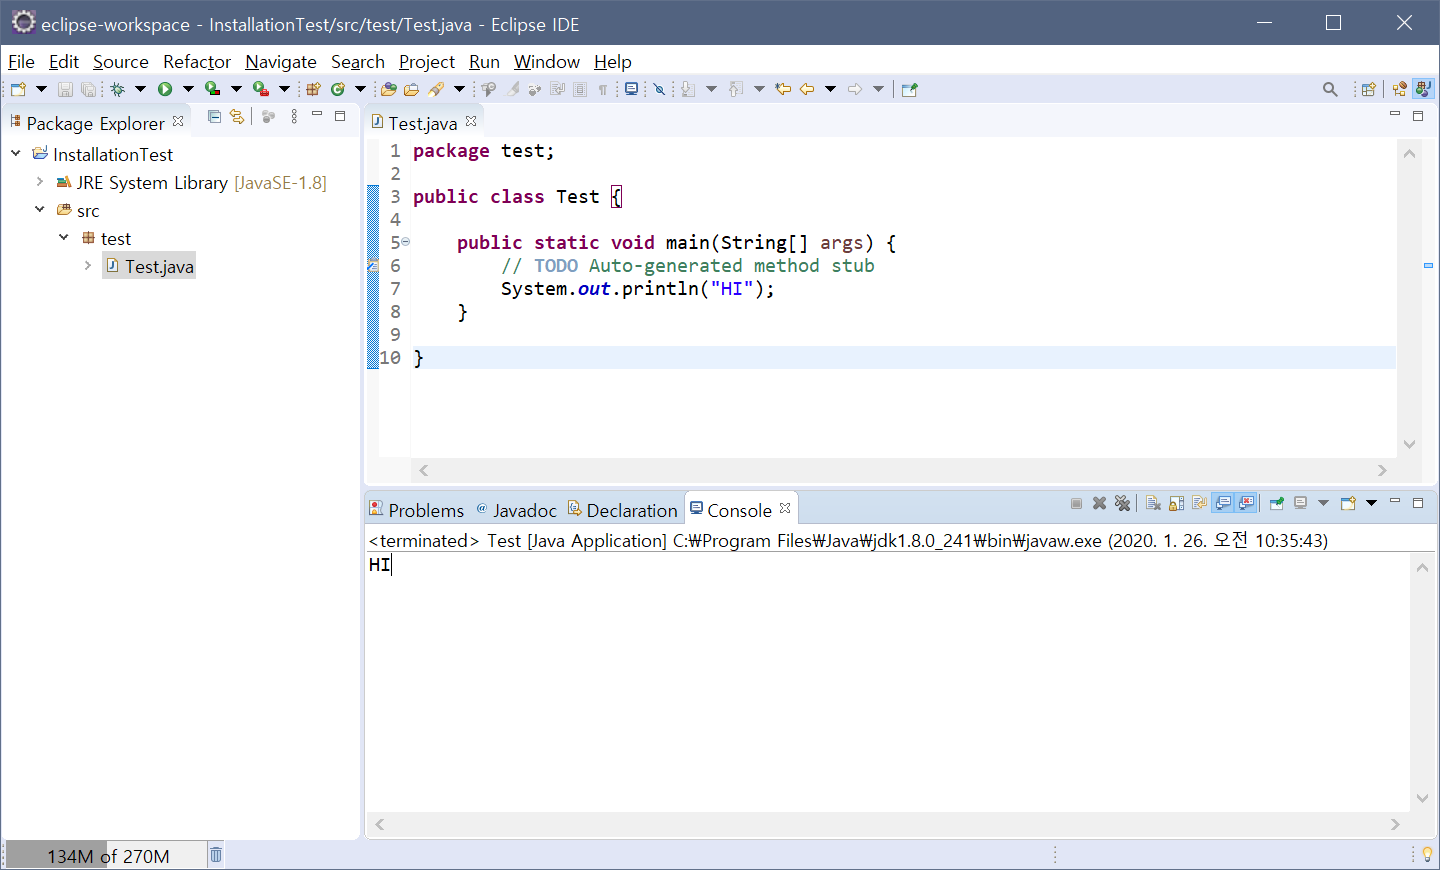 eclipse-workspace - InstallationTest/src/test/Test.java - Eclipse IDE
File Edit Source Refactor Navigate Search Project Run Window Help
Package Explorer
InstallationTest
JRE System Library [JavaSE-1.8]
src
test
Test.java
Test.java
1 package test;
2
3 public class Test {
4
5 public static void main(String[] args) {
6 // TODO Auto-generated method stub
7 System.out.println("HI");
8 }
9
10 }
Problems @ Javadoc Declaration Console
<terminated> Test [Java Application] C:₩Program Files₩Java₩jdk1.8.0_241₩bin₩javaw.exe (2020. 1. 26. 오전 10:35:43)
HI
134M of 270M